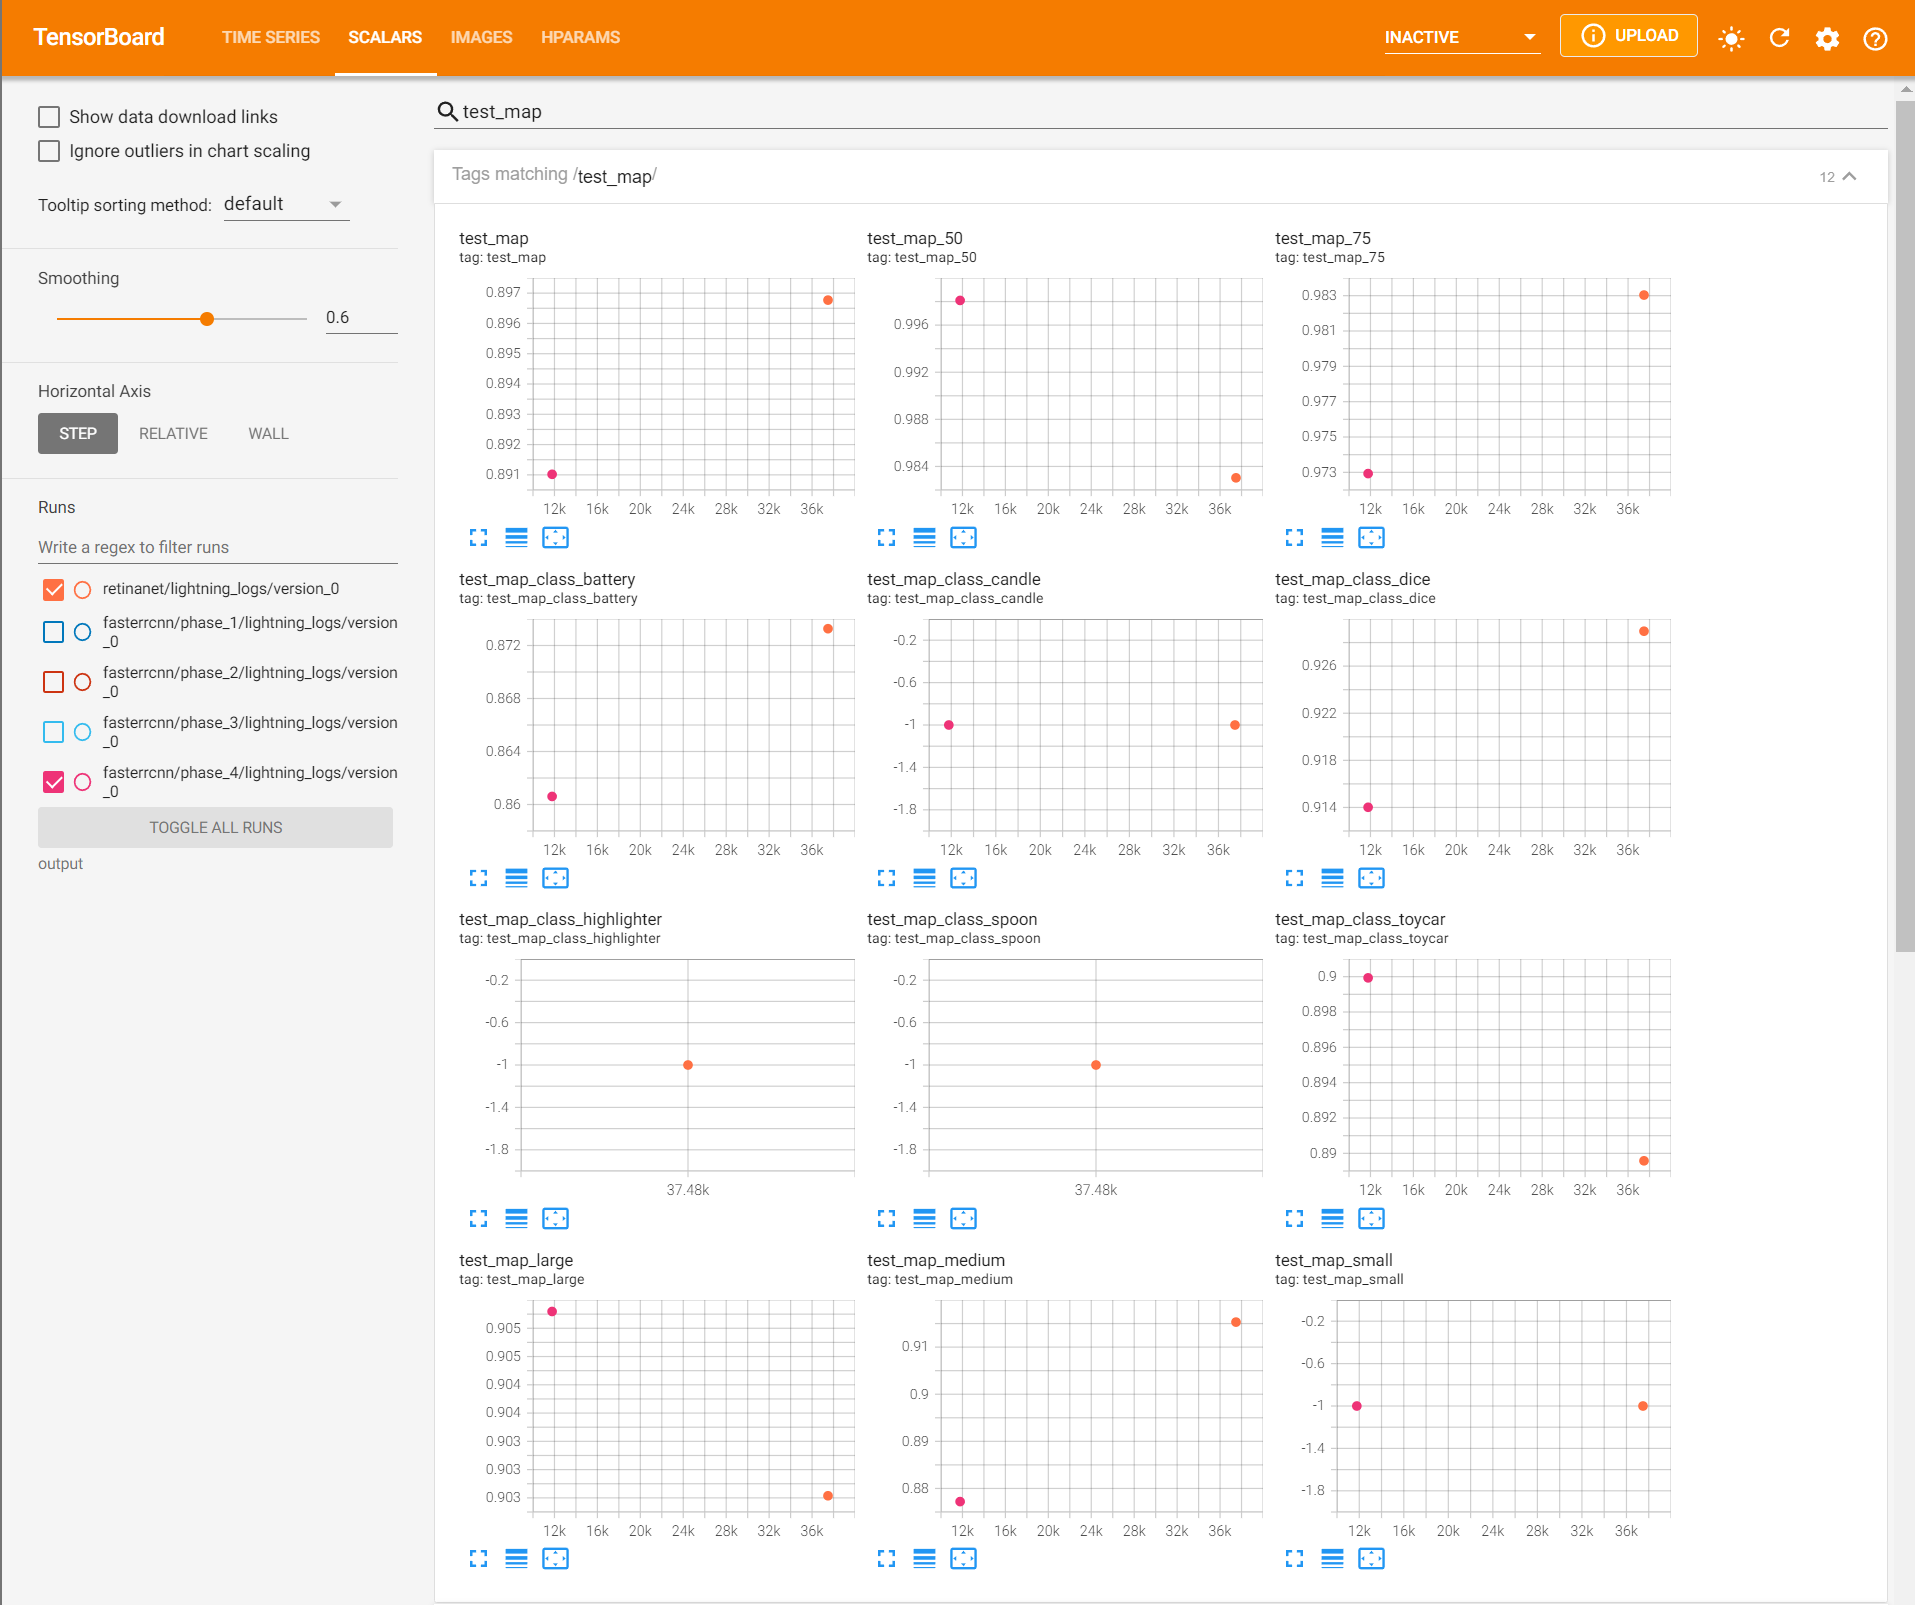 TensorBoard TIME SERIES SCALARS IMAGES HPARAMS INACTIVE UPLOAD
Show data download links
Ignore outliers in chart scaling
Tooltip sorting method: default
Smoothing
0.6
Horizontal Axis
STEP RELATIVE WALL
Runs
Write a regex to filter runs
retinanet/lightning_logs/version_0
fasterrcnn/phase_1/lightning_logs/version
_0
fasterrcnn/phase_2/lightning_logs/version
_0
fasterrcnn/phase_3/lightning_logs/version
_0
fasterrcnn/phase_4/lightning_logs/version
_0
TOGGLE ALL RUNS
output
test_map
Tags matching /test_map/ 12
test_map
tag: test_map
0.897
0.896
0.895
0.894
0.893
0.892
0.891
12k 16k 20k 24k 28k 32k 36k
test_map_50
tag: test_map_50
0.996
0.992
0.988
0.984
12k 16k 20k 24k 28k 32k 36k
test_map_75
tag: test_map_75
0.983
0.981
0.979
0.977
0.975
0.973
12k 16k 20k 24k 28k 32k 36k
test_map_class_battery
tag: test_map_class_battery
0.872
0.868
0.864
0.86
12k 16k 20k 24k 28k 32k 36k
test_map_class_candle
tag: test_map_class_candle
-0.2
-0.6
-1
-1.4
-1.8
12k 16k 20k 24k 28k 32k 36k
test_map_class_dice
tag: test_map_class_dice
0.926
0.922
0.918
0.914
12k 16k 20k 24k 28k 32k 36k
test_map_class_highlighter
tag: test_map_class_highlighter
-0.2
-0.6
-1
-1.4
-1.8
37.48k
test_map_class_spoon
tag: test_map_class_spoon
-0.2
-0.6
-1
-1.4
-1.8
37.48k
test_map_class_toycar
tag: test_map_class_toycar
0.9
0.898
0.896
0.894
0.892
0.89
12k 16k 20k 24k 28k 32k 36k
test_map_large
tag: test_map_large
0.905
0.905
0.904
0.904
0.903
0.903
0.903
12k 16k 20k 24k 28k 32k 36k
test_map_medium
tag: test_map_medium
0.91
0.9
0.89
0.88
12k 16k 20k 24k 28k 32k 36k
test_map_small
tag: test_map_small
-0.2
-0.6
-1
-1.4
-1.8
12k 16k 20k 24k 28k 32k 36k